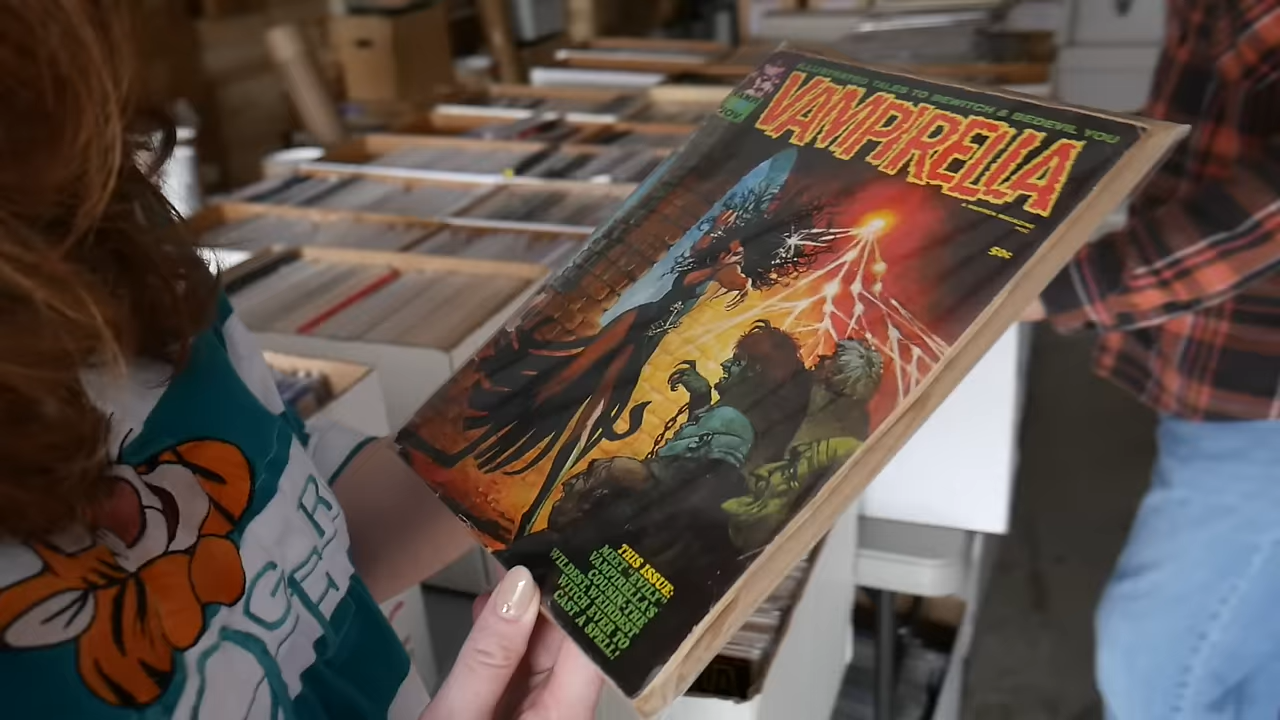 ILLUSTRATED TALES TO BEWITCH & BEDEVIL YOU
VAMPIRELLA
NOV.
50¢
THIS ISSUE:
MEET "EVILY"
VAMPIRELLA'S
COUSIN, THE
WILDEST, WEIRDEST
WITCH EVER TO
CAST A SPELL!